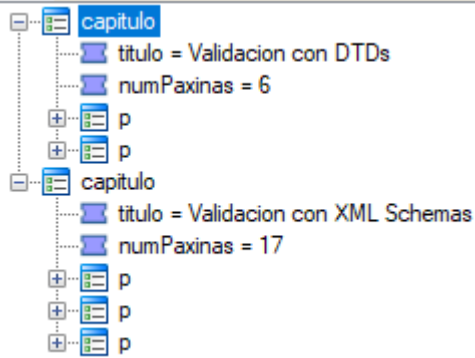 capitulo
titulo = Validacion con DTDs
numPaxinas = 6
p
p
capitulo
titulo = Validacion con XML Schemas
numPaxinas = 17
p
p
p